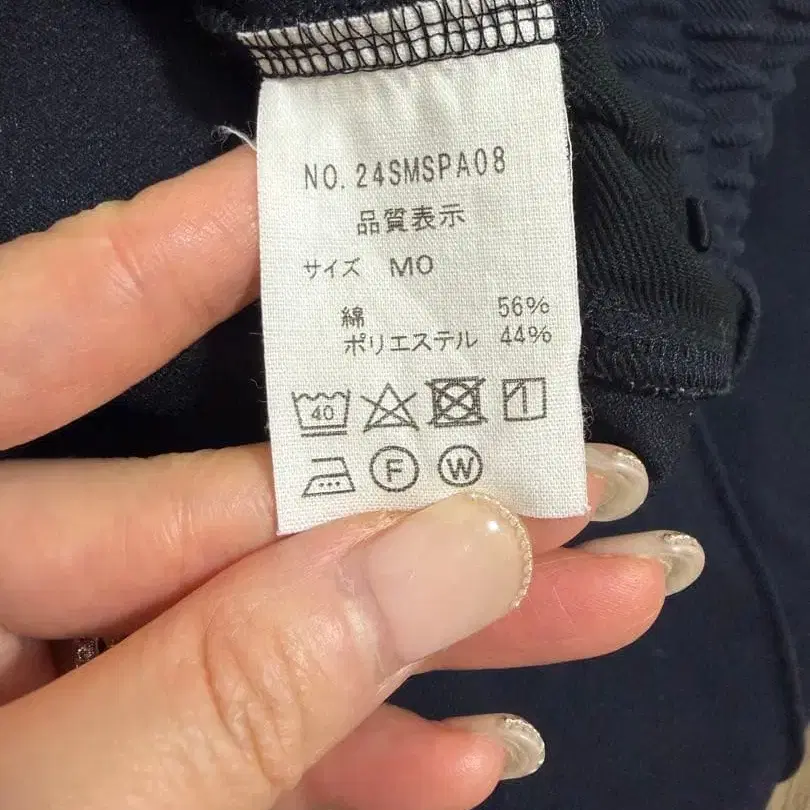 NO. 24SMSPA08
品質表示
サイズ MO
綿 56%
ポリエステル 44%
40
F W